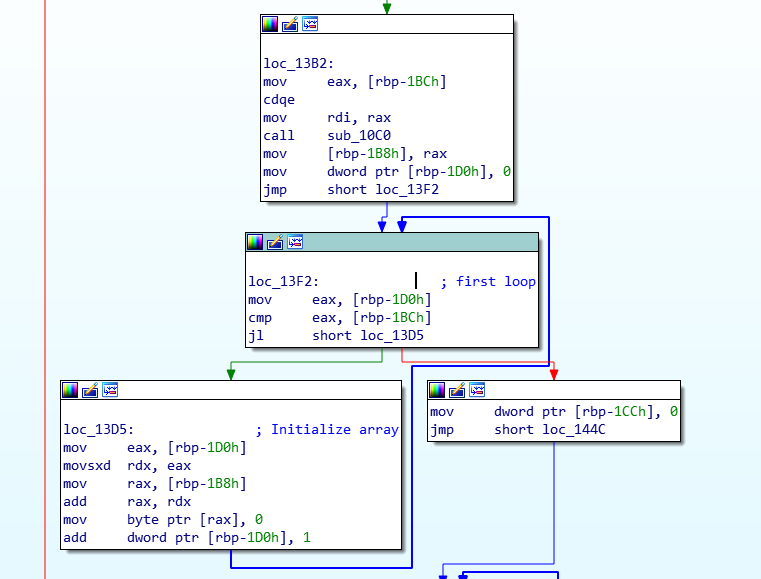 loc_13B2:
mov eax, [rbp-1BCh]
cdqe
mov rdi, rax
call sub_10C0
mov [rbp-1B8h], rax
mov dword ptr [rbp-1D0h], 0
jmp short loc_13F2
loc_13F2: ; first loop
mov eax, [rbp-1D0h]
cmp eax, [rbp-1BCh]
jl short loc_13D5
loc_13D5: ; Initialize array
mov eax, [rbp-1D0h]
movsxd rdx, eax
mov rax, [rbp-1B8h]
add rax, rdx
mov byte ptr [rax], 0
add dword ptr [rbp-1D0h], 1
mov dword ptr [rbp-1CCh], 0
jmp short loc_144C